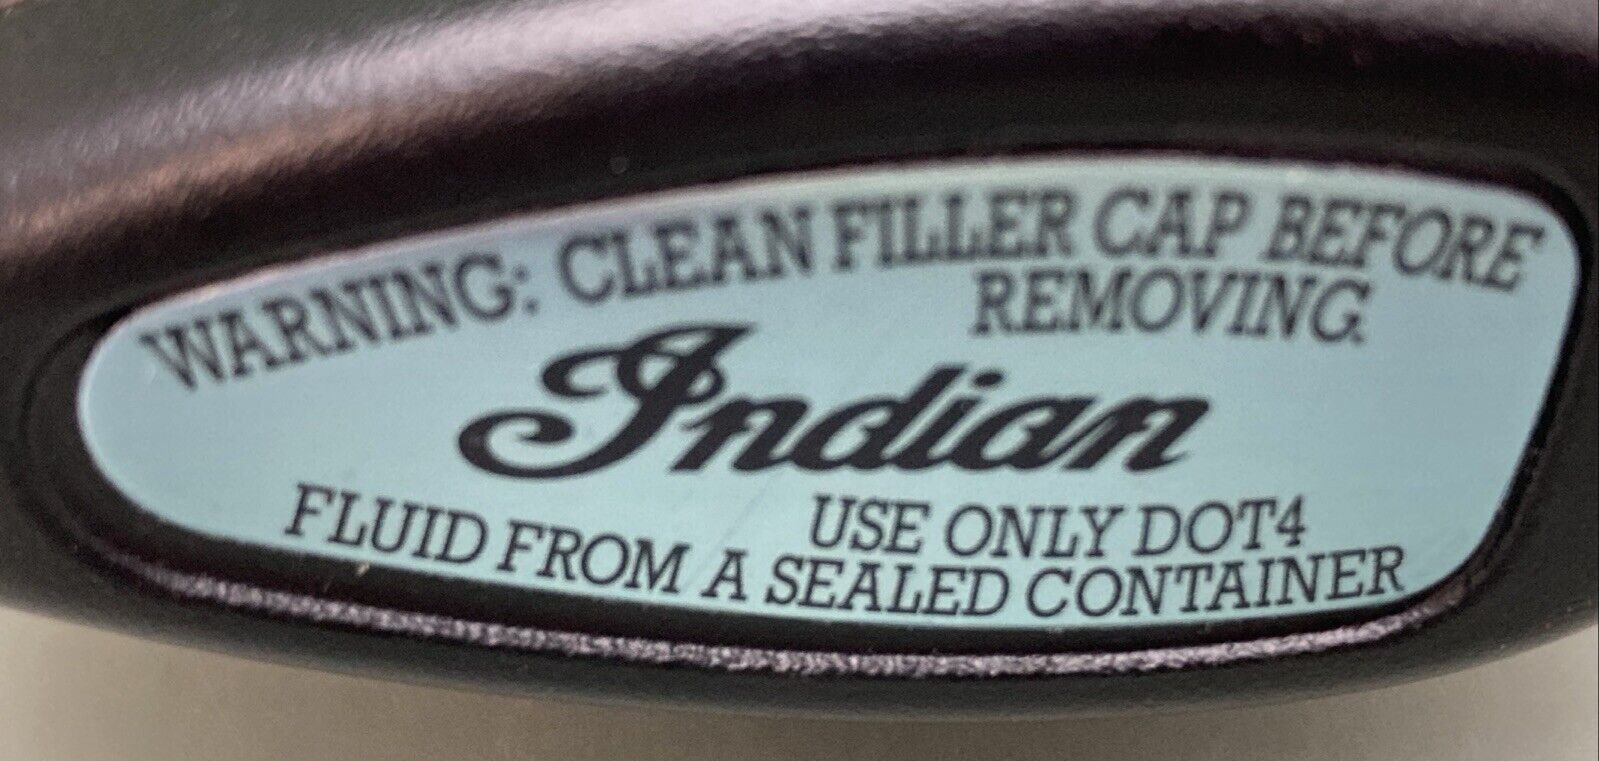 WARNING: CLEAN FILLER CAP BEFORE
REMOVING.
Indian
USE ONLY DOT4
FLUID FROM A SEALED CONTAINER